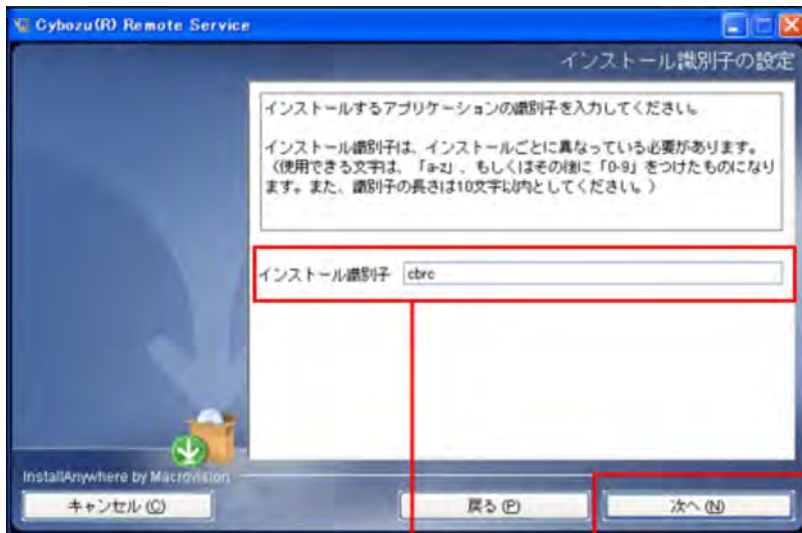 Cybozu(R) Remote Service
インストール識別子の設定
インストールするアプリケーションの識別子を入力してください。
インストール識別子は、インストールごとに異なっている必要があります。
（使用できる文字は、「a-z」、もしくはその後に「0-9」をつけたものになり
ます。また、識別子の長さは10文字以内としてください。）
インストール識別子 cbrc
InstallAnywhere by Macrovision
キャンセル(C) 戻る(P) 次へ(N)